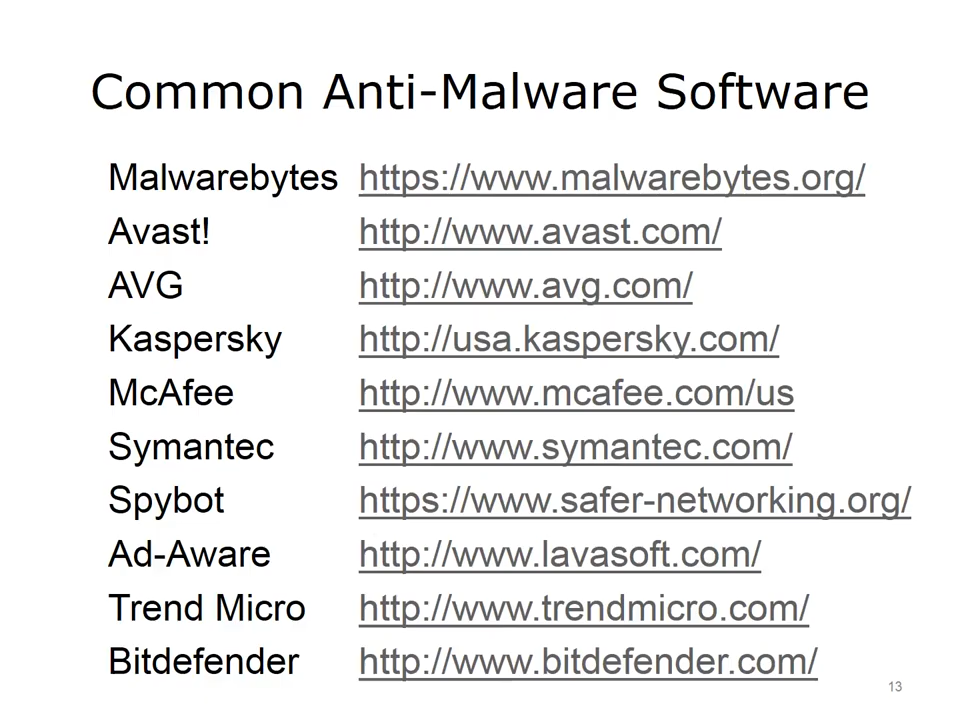 Common Anti-Malware Software
Malwarebytes https://www.malwarebytes.org/
Avast! http://www.avast.com/
AVG http://www.avg.com/
Kaspersky http://usa.kaspersky.com/
McAfee http://www.mcafee.com/us
Symantec http://www.symantec.com/
Spybot https://www.safer-networking.org/
Ad-Aware http://www.lavasoft.com/
Trend Micro http://www.trendmicro.com/
Bitdefender http://www.bitdefender.com/
13